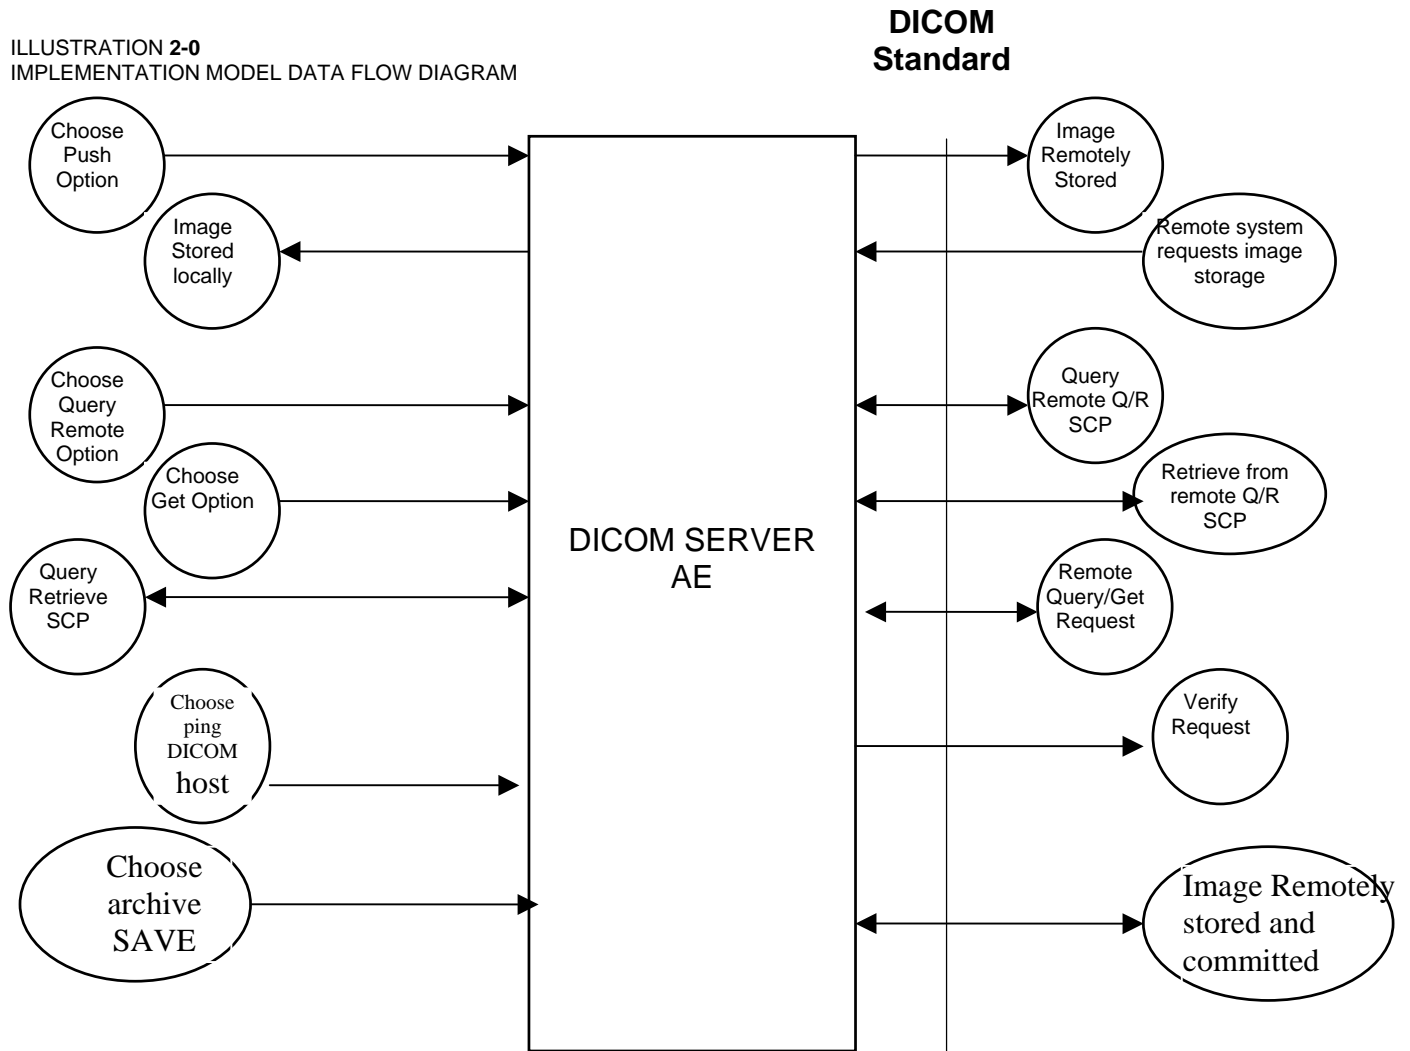 DICOM
Standard
ILLUSTRATION 2-0
IMPLEMENTATION MODEL DATA FLOW DIAGRAM
Choose
Push
Option
Image
Stored
locally
Choose
Query
Remote
Option
Choose
Get Option
Query
Retrieve
SCP
Choose
ping
DICOM
host
Choose
archive
SAVE
DICOM SERVER
AE
Image
Remotely
Stored
Remote system
requests image
storage
Query
Remote Q/R
SCP
Retrieve from
remote Q/R
SCP
Remote
Query/Get
Request
Verify
Request
Image Remotely
stored and
committed